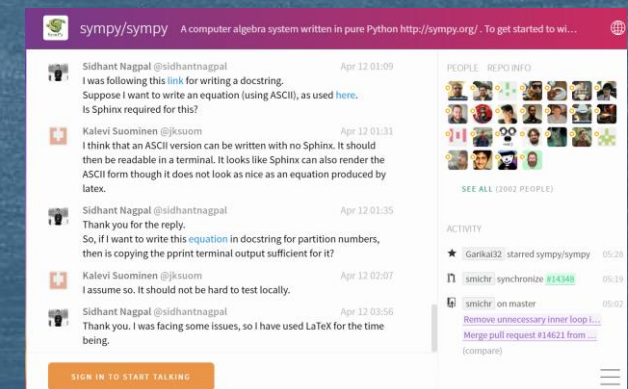 sympy/sympy A computer algebra system written in pure Python http://sympy.org/ . To get started to wi…
Sidhant Nagpal @sidhantnagpal Apr 12 01:09
I was following this link for writing a docstring.
Suppose I want to write an equation (using ASCII), as used here.
Is Sphinx required for this?
Kalevi Suominen @jksuom Apr 12 01:31
I think that an ASCII version can be written with no Sphinx. It should
then be readable in a terminal. It looks like Sphinx can also render the
ASCII form though it does not look as nice as an equation produced by
latex.
Sidhant Nagpal @sidhantnagpal Apr 12 01:35
Thank you for the reply.
So, if I want to write this equation in docstring for partition numbers,
then is copying the pprint terminal output sufficient for it?
Kalevi Suominen @jksuom Apr 12 02:07
I assume so. It should not be hard to test locally.
Sidhant Nagpal @sidhantnagpal Apr 12 03:56
Thank you. I was facing some issues, so I have used LaTeX for the time
being.
SIGN IN TO START TALKING
PEOPLE REPO INFO
SEE ALL (2002 PEOPLE)
ACTIVITY
Garikai32 starred sympy/sympy 05:28
smichr synchronize #14348 05:19
smichr on master 05:02
Remove unnecessary inner loop i…
Merge pull request #14621 from …
(compare)